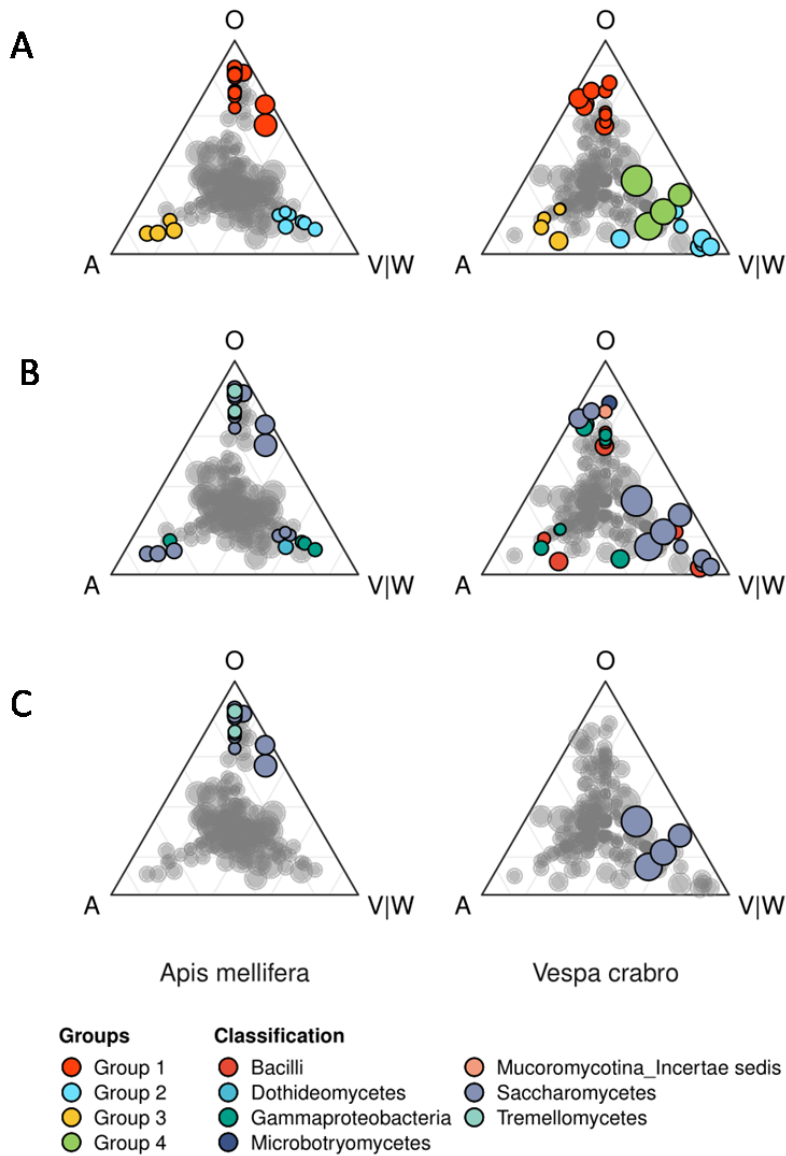 A
O
O
A
V|W
A
V|W
B
O
O
A
V|W
A
V|W
C
O
O
A
V|W
A
V|W
Apis mellifera
Vespa crabro
Groups
Group 1
Group 2
Group 3
Group 4
Classification
Bacilli
Dothideomycetes
Gammaproteobacteria
Microbotryomycetes
Mucoromycotina_Incertae sedis
Saccharomycetes
Tremellomycetes